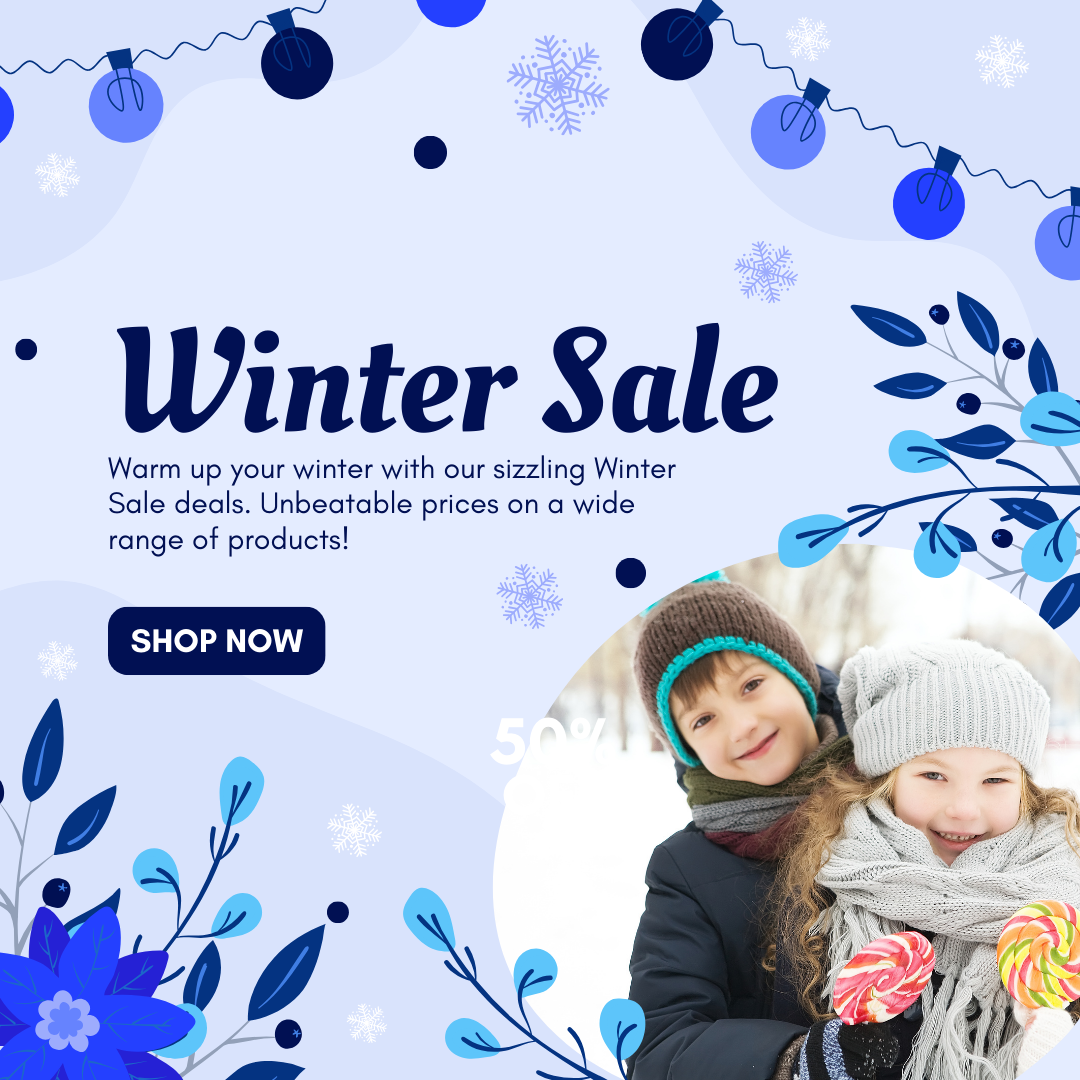 Winter Sale
Warm up your winter with our sizzling Winter
Sale deals. Unbeatable prices on a wide
range of products!
SHOP NOW
50%